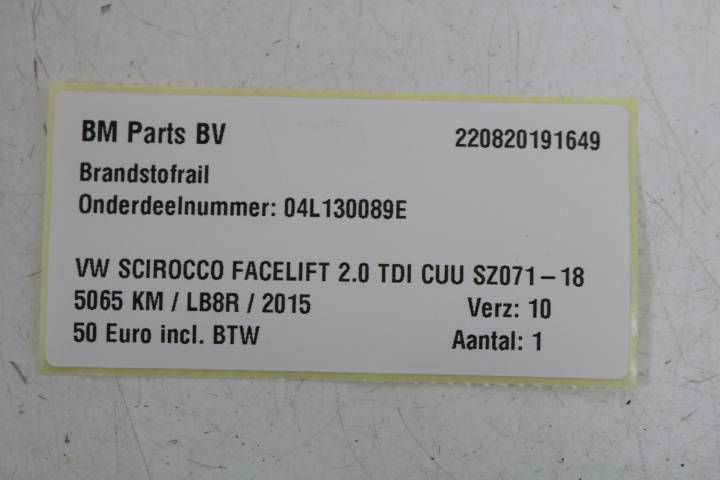 BM Parts BV 220820191649
Brandstofrail
Onderdeelnummer: 04L130089E
VW SCIROCCO FACELIFT 2.0 TDI CUU SZ071-18
5065 KM / LB8R / 2015 Verz: 10
50 Euro incl. BTW Aantal: 1